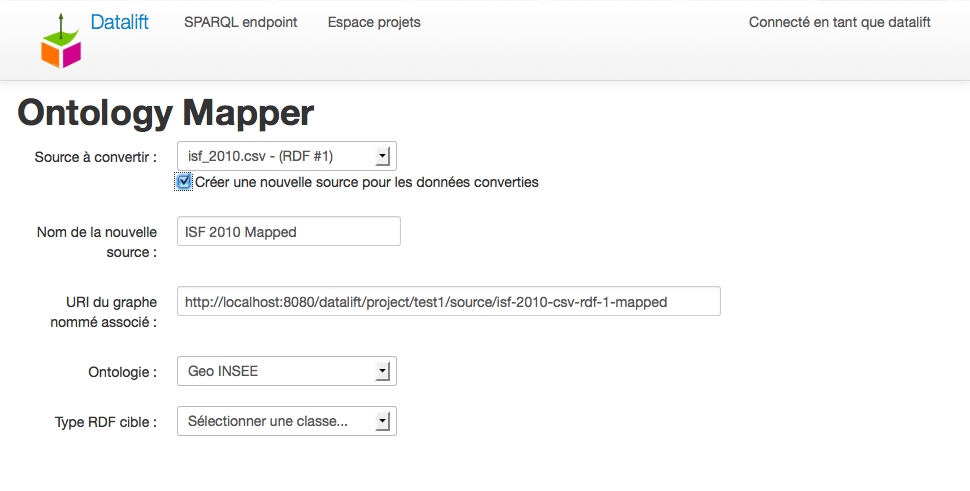 Datalift SPARQL endpoint Espace projets Connecté en tant que datalift
Ontology Mapper
Source à convertir : isf_2010.csv - (RDF #1)
Créer une nouvelle source pour les données converties
Nom de la nouvelle source : ISF 2010 Mapped
URI du graphe nommé associé : http://localhost:8080/datalift/project/test1/source/isf-2010-csv-rdf-1-mapped
Ontologie : Geo INSEE
Type RDF cible : Sélectionner une classe...